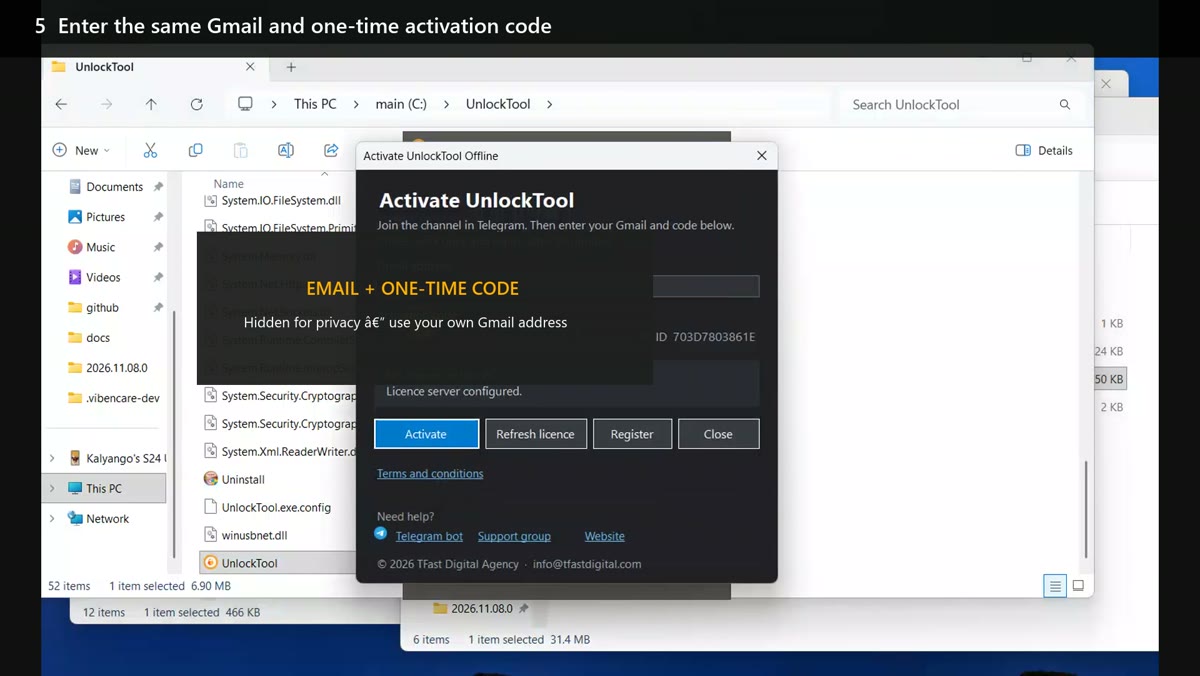 5 Enter the same Gmail and one-time activation code
UnlockTool
This PC
main (C:)
UnlockTool
Search UnlockTool
New
Details
Documents
Pictures
Music
Videos
github
docs
2026.11.08.0
.vibencare-dev
Kalyango's S24
This PC
Network
Name
System.IO.FileSystem.dll
System.IO.FileSystem.Primi
System.Security.Cryptograp
System.Security.Cryptograp
System.Xml.ReaderWriter.d
Uninstall
UnlockTool.exe.config
winusbnet.dll
UnlockTool
52 items 1 item selected 6.90 MB
Activate UnlockTool Offline
Activate UnlockTool
Join the channel in Telegram. Then enter your Gmail and code below.
EMAIL + ONE-TIME CODE
Hidden for privacy â€” use your own Gmail address
ID 703D7803861E
Licence server configured.
Activate
Refresh licence
Register
Close
Terms and conditions
Need help?
Telegram bot
Support group
Website
© 2026 TFast Digital Agency · info@tfastdigital.com
1 KB
24 KB
50 KB
2 KB
12 items 1 item selected 466 KB
2026.11.08.0
6 items 1 item selected 31.4 MB